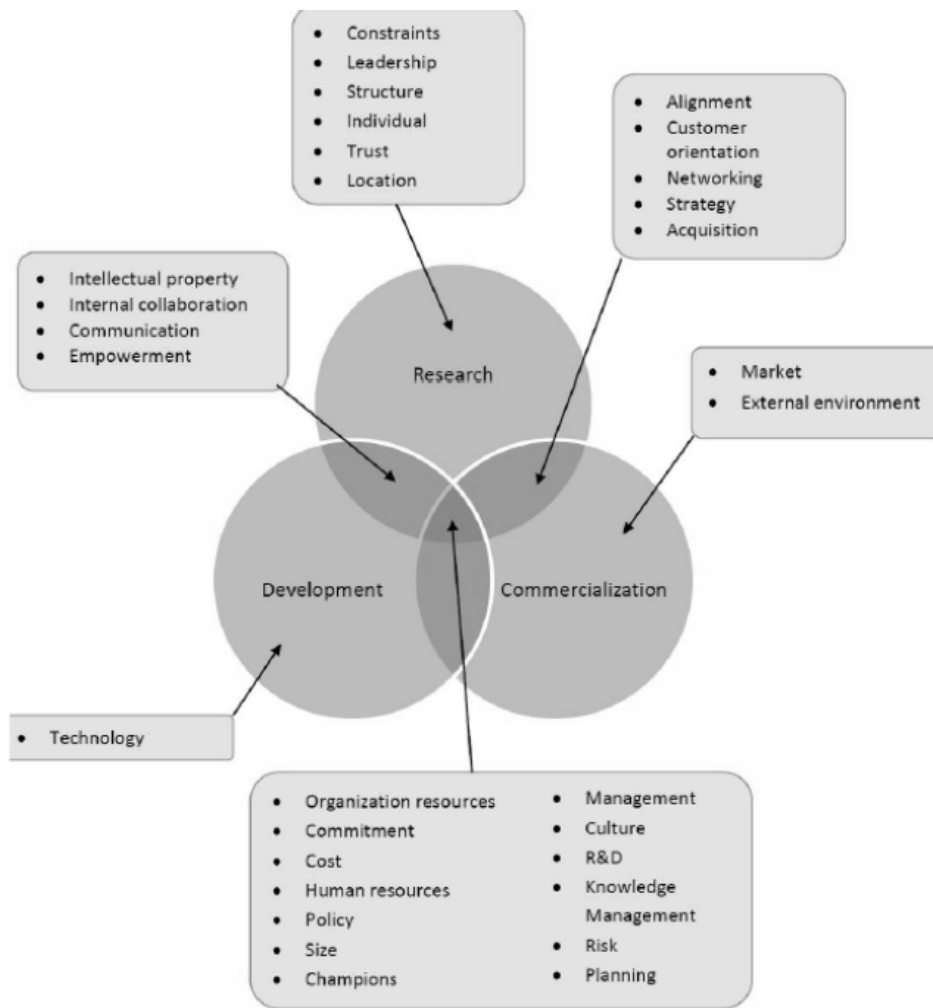 Constraints
Leadership
Structure
Individual
Trust
Location
Alignment
Customer
orientation
Networking
Strategy
Acquisition
Intellectual property
Internal collaboration
Communication
Empowerment
Market
External environment
Research
Development
Commercialization
Technology
Organization resources
Commitment
Cost
Human resources
Policy
Size
Champions
Management
Culture
R&D
Knowledge
Management
Risk
Planning